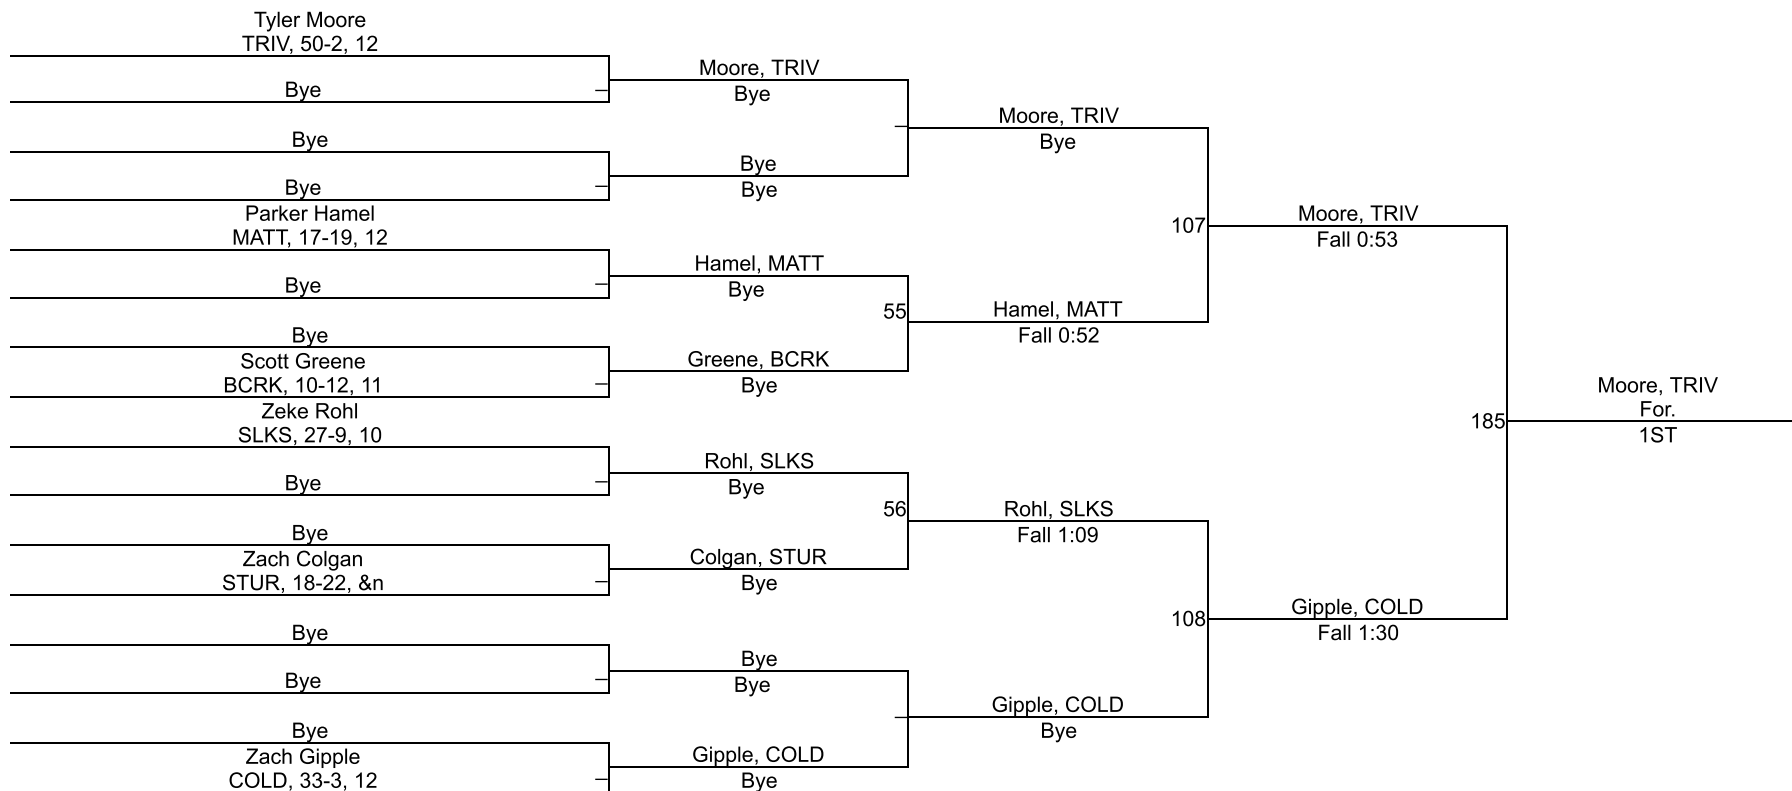 Tyler Moore
TRIV, 50-2, 12
Bye
Bye
Bye
Parker Hamel
MATT, 17-19, 12
Bye
Bye
Scott Greene
BCRK, 10-12, 11
Zeke Rohl
SLKS, 27-9, 10
Bye
Bye
Zach Colgan
STUR, 18-22, &n
Bye
Bye
Bye
Zach Gipple
COLD, 33-3, 12
Moore, TRIV
Bye
Bye
Bye
Hamel, MATT
Bye
55
Greene, BCRK
Bye
Rohl, SLKS
Bye
56
Colgan, STUR
Bye
Bye
Bye
Gipple, COLD
Bye
Moore, TRIV
Bye
107
Hamel, MATT
Fall 0:52
Rohl, SLKS
Fall 1:09
108
Gipple, COLD
Bye
Moore, TRIV
Fall 0:53
185
Gipple, COLD
Fall 1:30
Moore, TRIV
For.
1ST